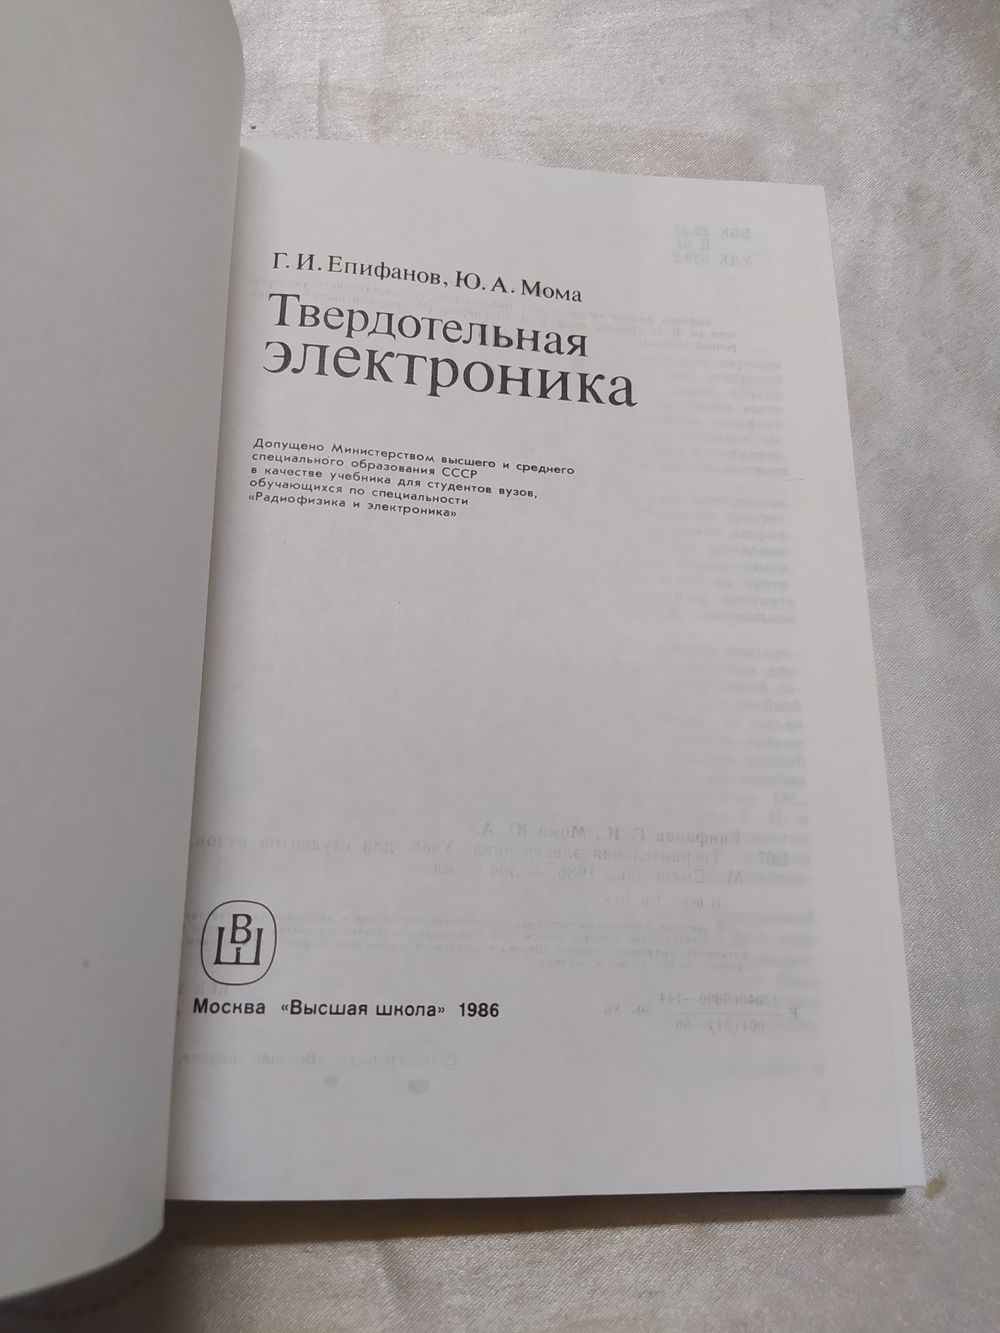 Г. И. Епифанов, Ю. А. Мома
Твердотельная
электроника
Допущено Министерством высшего и среднего
специального образования СССР
в качестве учебника для студентов вузов,
обучающихся по специальности
«Радиофизика и электроника»
ВШ
Москва «Высшая школа» 1986